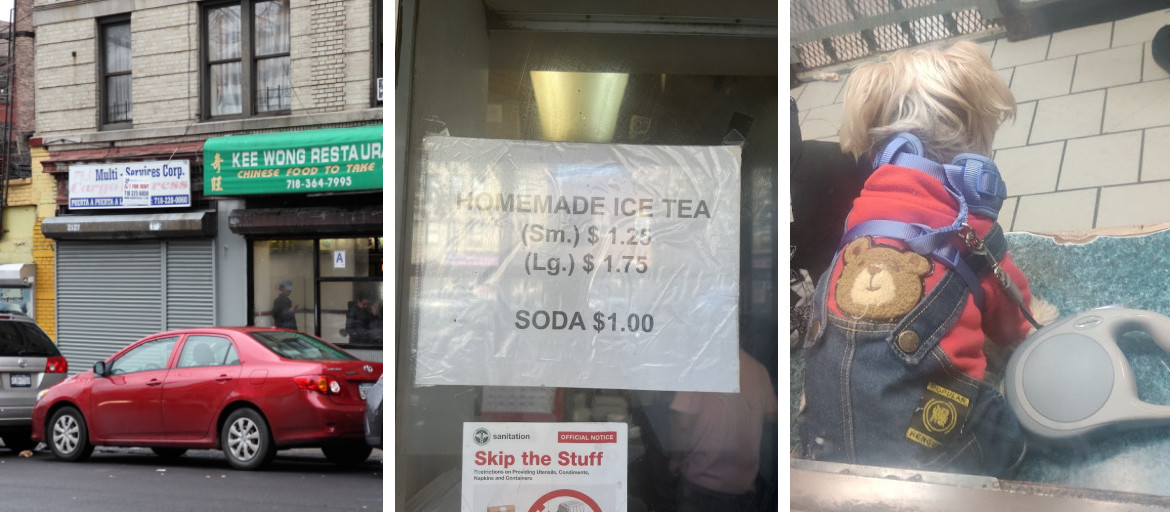 Multi - Services Corp.
KEE WONG RESTAURA
壽旺
CHINESE FOOD TO TAKE
718-364-7993
A
HOMEMADE ICE TEA
(Sm.) $ 1.25
(Lg.) $ 1.75
SODA $1.00
sanitation
OFFICIAL NOTICE
Skip the Stuff
Restrictions on Providing Utensils, Condiments,
Napkins and Containers